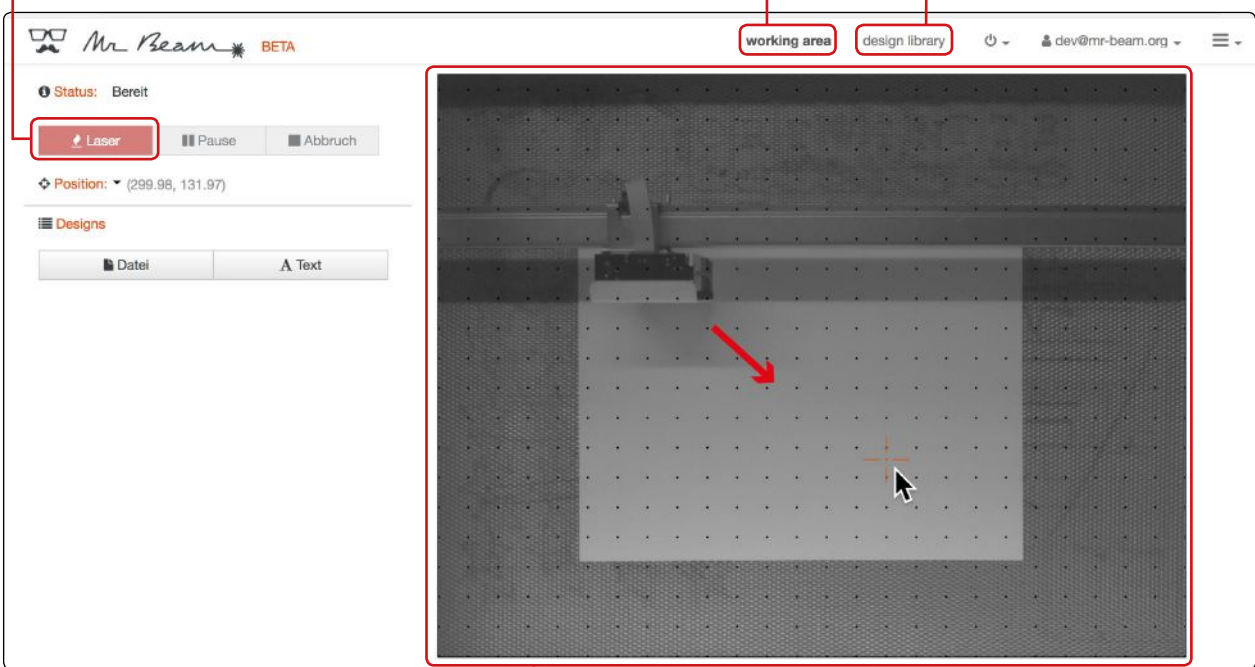 Mr Beam BETA working area design library dev@mr-beam.org
Status: Bereit
Laser Pause Abbruch
Position: (299.98, 131.97)
Designs
Datei A Text